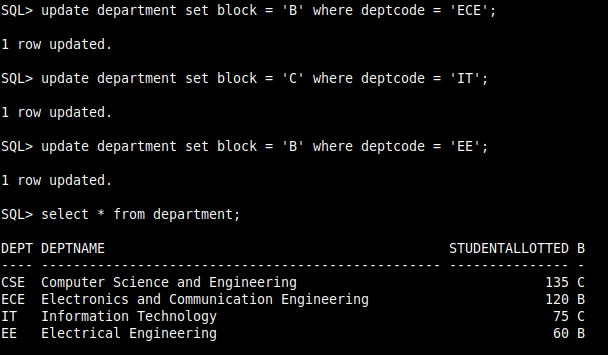 SQL> update department set block = 'B' where deptcode = 'ECE';
1 row updated.
SQL> update department set block = 'C' where deptcode = 'IT';
1 row updated.
SQL> update department set block = 'B' where deptcode = 'EE';
1 row updated.
SQL> select * from department;
DEPT DEPTNAME                                           STUDENTALLOTTED B
---- -------------------------------------------------- --------------- -
CSE  Computer Science and Engineering                               135 C
ECE  Electronics and Communication Engineering                      120 B
IT   Information Technology                                          75 C
EE   Electrical Engineering                                          60 B